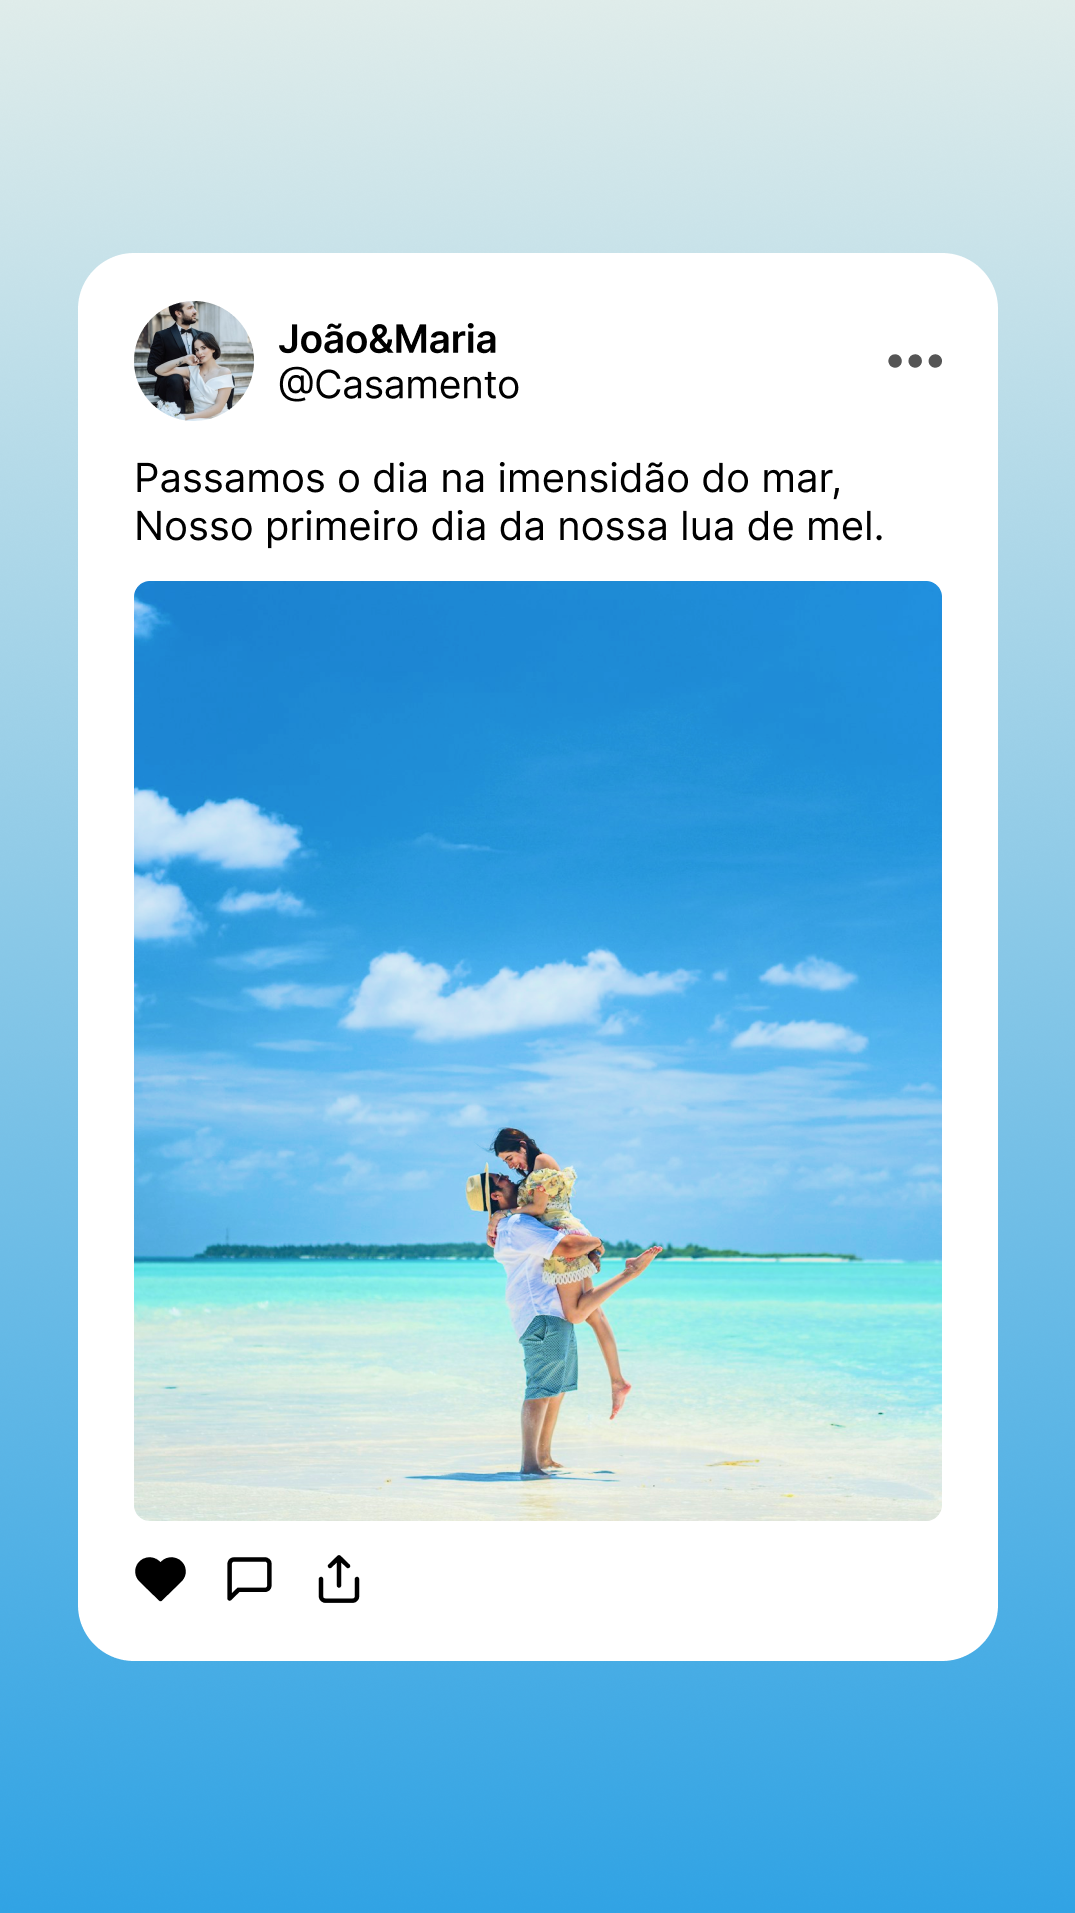 João&Maria
@Casamento
Passamos o dia na imensidão do mar,
Nosso primeiro dia da nossa lua de mel.